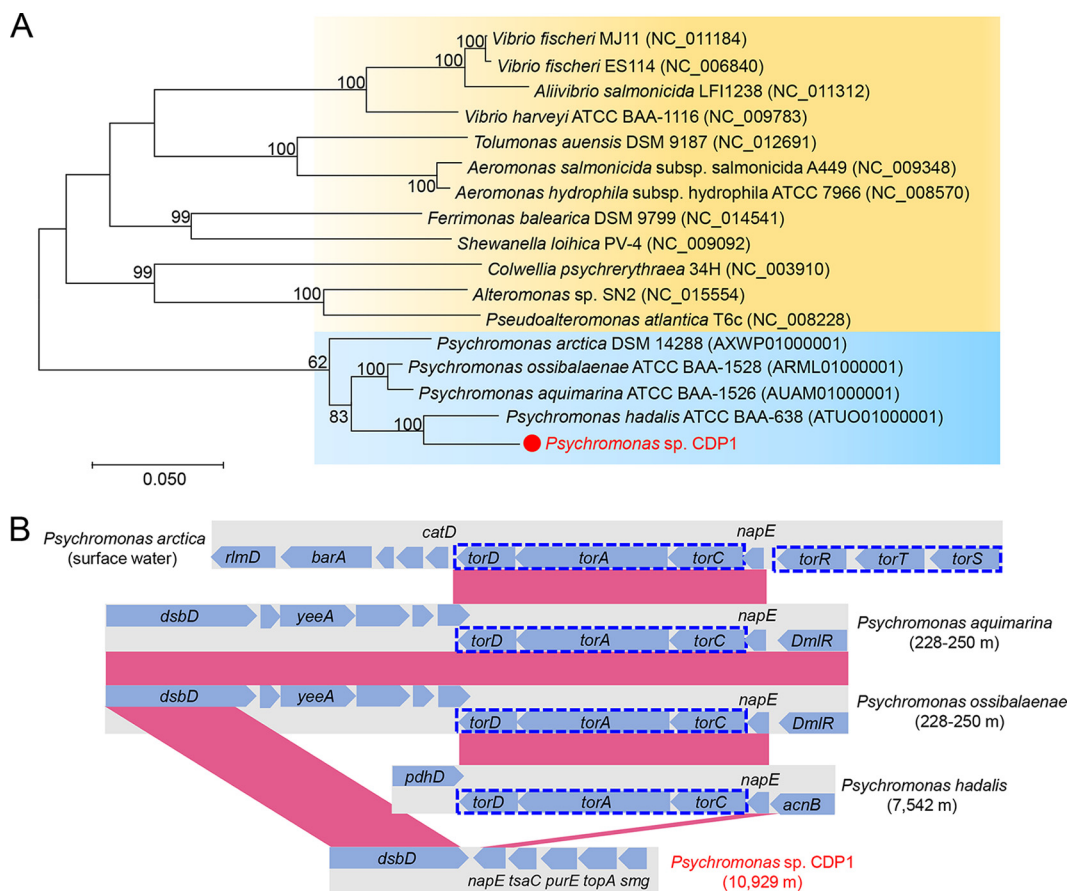 A
100 Vibrio fischeri MJ11 (NC_011184)
100 Vibrio fischeri ES114 (NC_006840)
100 Aliivibrio salmonicida LFI1238 (NC_011312)
Vibrio harveyi ATCC BAA-1116 (NC_009783)
100 Tolumonas auensis DSM 9187 (NC_012691)
Aeromonas salmonicida subsp. salmonicida A449 (NC_009348)
100 Aeromonas hydrophila subsp. hydrophila ATCC 7966 (NC_008570)
99 Ferrimonas balearica DSM 9799 (NC_014541)
Shewanella loihica PV-4 (NC_009092)
99 Colwellia psychrerythraea 34H (NC_003910)
100 Alteromonas sp. SN2 (NC_015554)
Pseudoalteromonas atlantica T6c (NC_008228)
Psychromonas arctica DSM 14288 (AXWP01000001)
62 100 Psychromonas ossibalaenae ATCC BAA-1528 (ARML01000001)
Psychromonas aquimarina ATCC BAA-1526 (AUAM01000001)
83 Psychromonas hadalis ATCC BAA-638 (ATUO01000001)
100 Psychromonas sp. CDP1
0.050
B
Psychromonas arctica catD napE
(surface water) rlmD barA torD torA torC torR torT torS
dsbD yeeA napE Psychromonas aquimarina
torD torA torC DmlR (228-250 m)
dsbD yeeA napE Psychromonas ossibalaenae
torD torA torC DmlR (228-250 m)
pdhD napE Psychromonas hadalis
torD torA torC acnB (7,542 m)
dsbD Psychromonas sp. CDP1
napE tsaC purE topA smg (10,929 m)